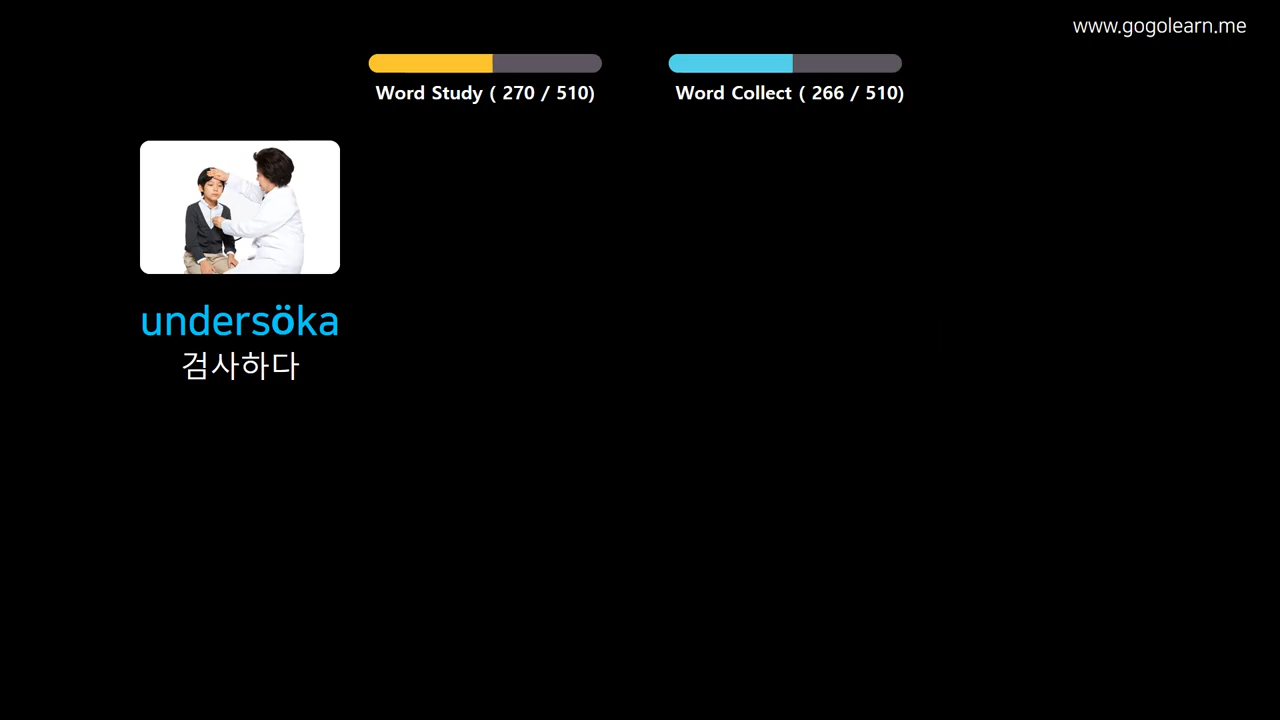 www.gogolearn.me
Word Study ( 270 / 510)
Word Collect ( 266 / 510)
undersöka
검사하다